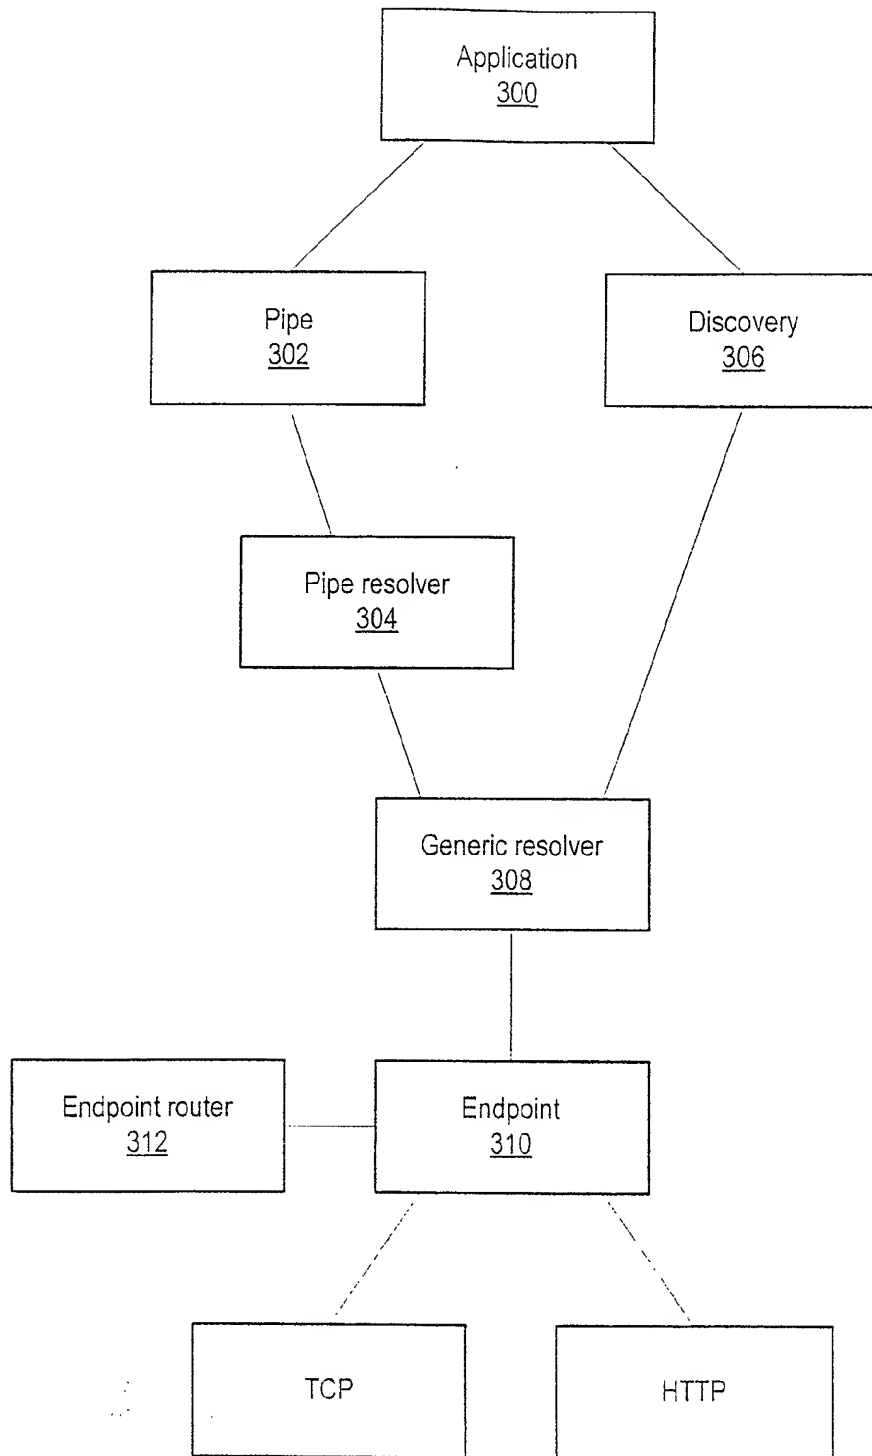 Application
300
Pipe
302
Discovery
306
Pipe resolver
304
Generic resolver
308
Endpoint router
312
Endpoint
310
TCP
HTTP